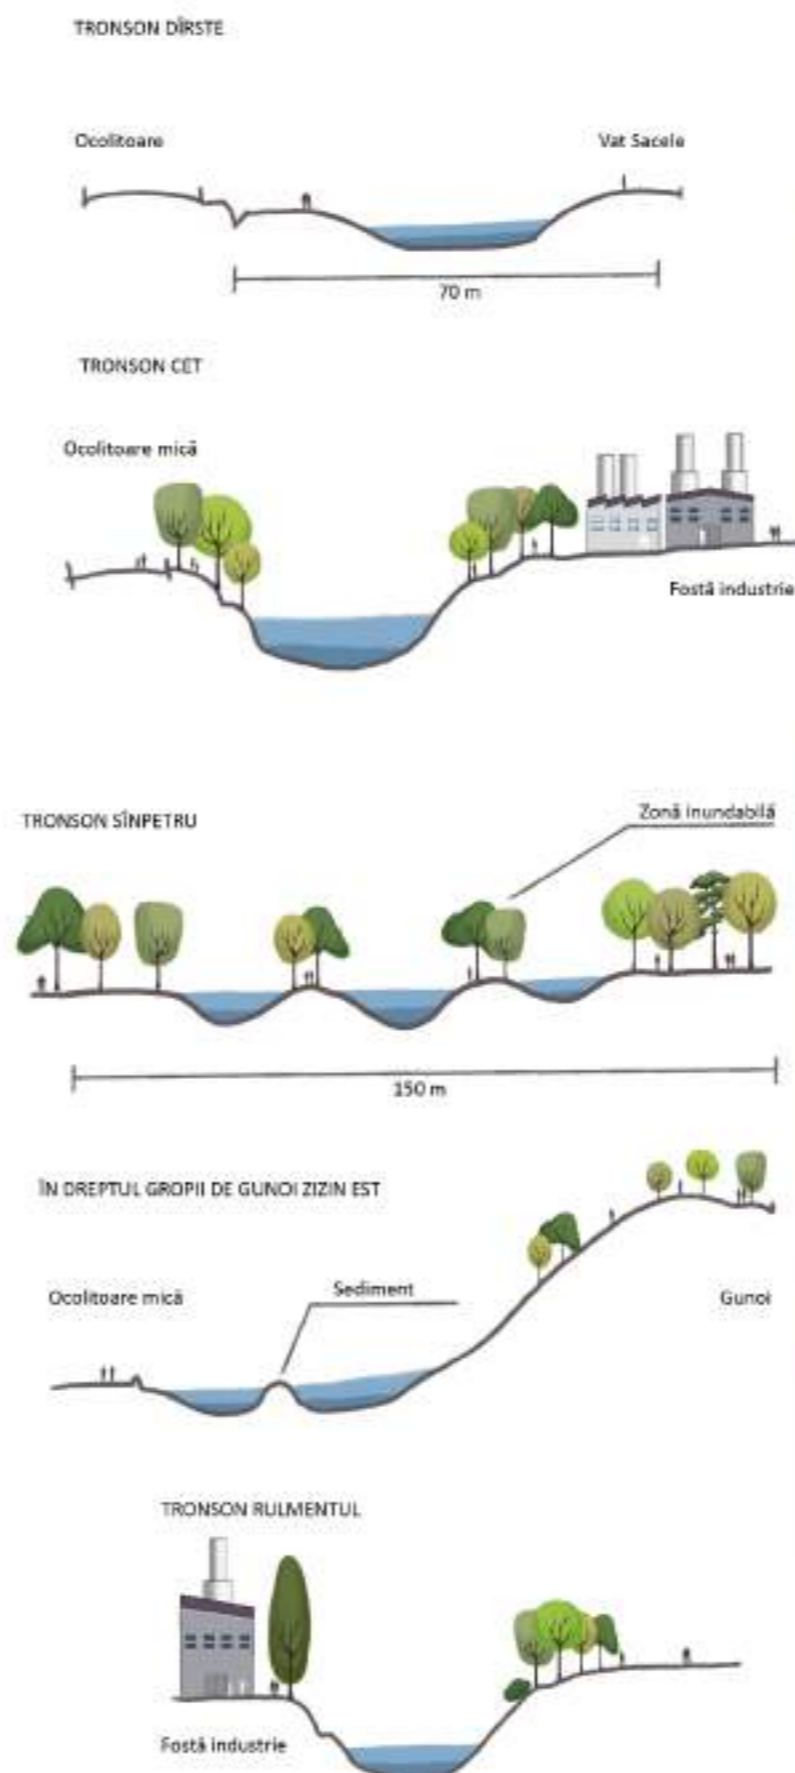 TRONSON DÎRSTE
Ocolitoare
Vat Sacele
70 m
TRONSON CET
Ocolitoare mică
Fostă industrie
TRONSON SÎNPETRU
Zonă inundabilă
150 m
ÎN DREPTUL GROPII DE GUNOI ZIZIN EST
Ocolitoare mică
Sediment
Gunoi
TRONSON RULMENTUL
Fostă industrie